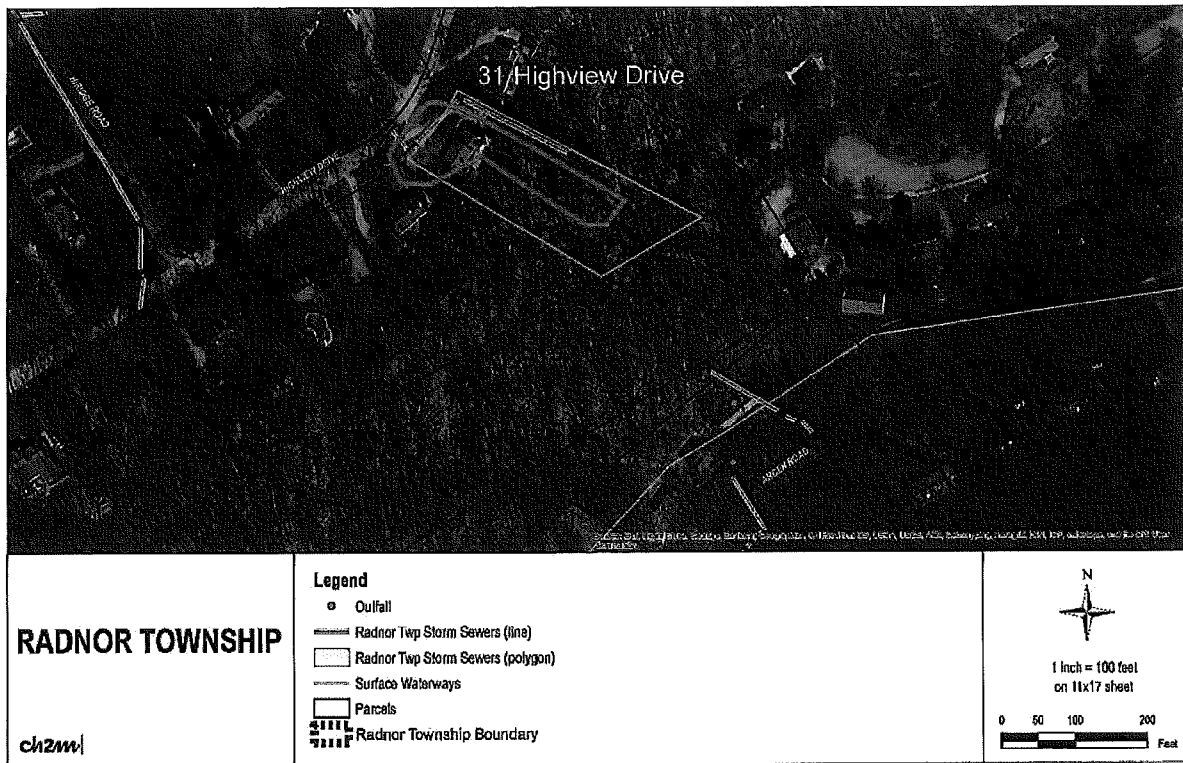 31 Highview Drive
HIGHVIEW DRIVE
ARGYLE ROAD
RADNOR TOWNSHIP
ch2m
Legend
Outfall
Radnor Twp Storm Sewers (line)
Radnor Twp Storm Sewers (polygon)
Surface Waterways
Parcels
Radnor Township Boundary
N
1 inch = 100 feet
on 11x17 sheet
0 50 100 200
Feet